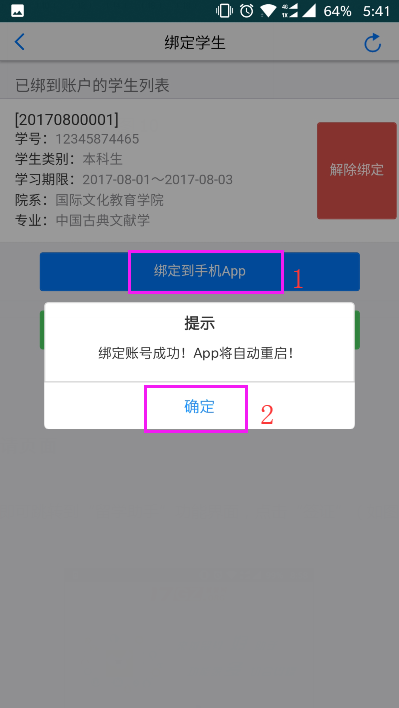 64% 5:41
绑定学生
已绑到账户的学生列表
[20170800001]
学号：12345874465
学生类别：本科生
学习期限：2017-08-01～2017-08-03
院系：国际文化教育学院
专业：中国古典文献学
解除绑定
绑定到手机App
1
提示
绑定账号成功！App将自动重启！
确定
2